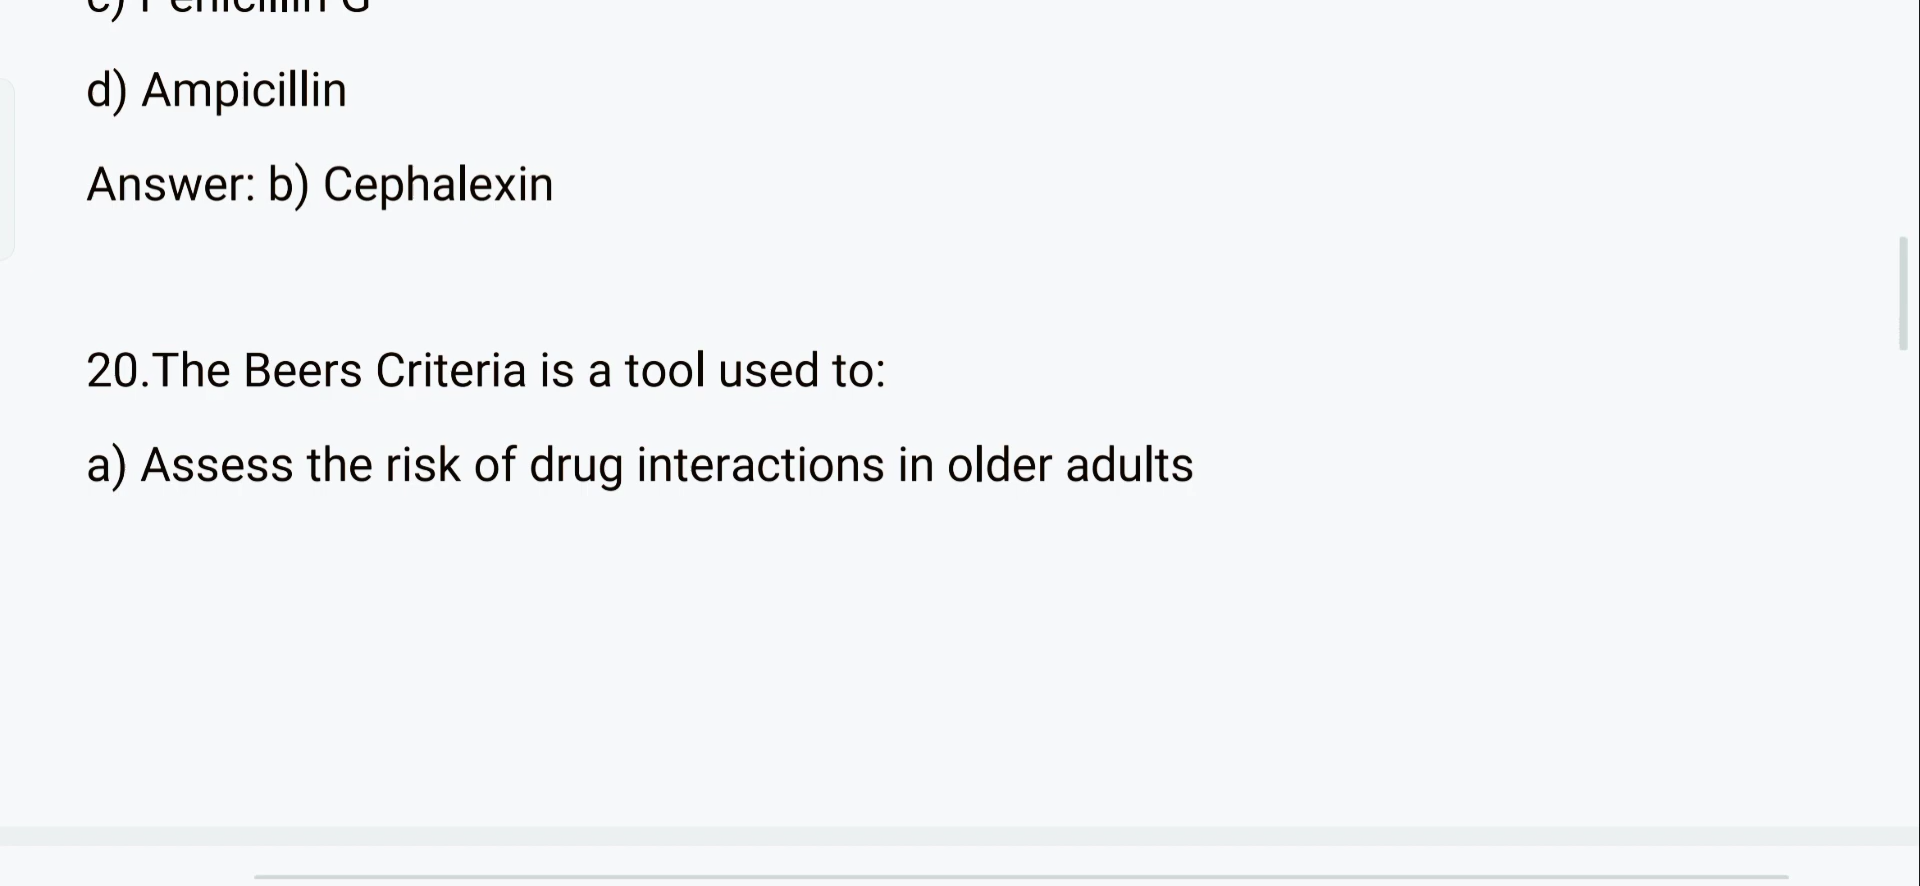 c) Penicillin G
d) Ampicillin
Answer: b) Cephalexin
20.The Beers Criteria is a tool used to:
a) Assess the risk of drug interactions in older adults